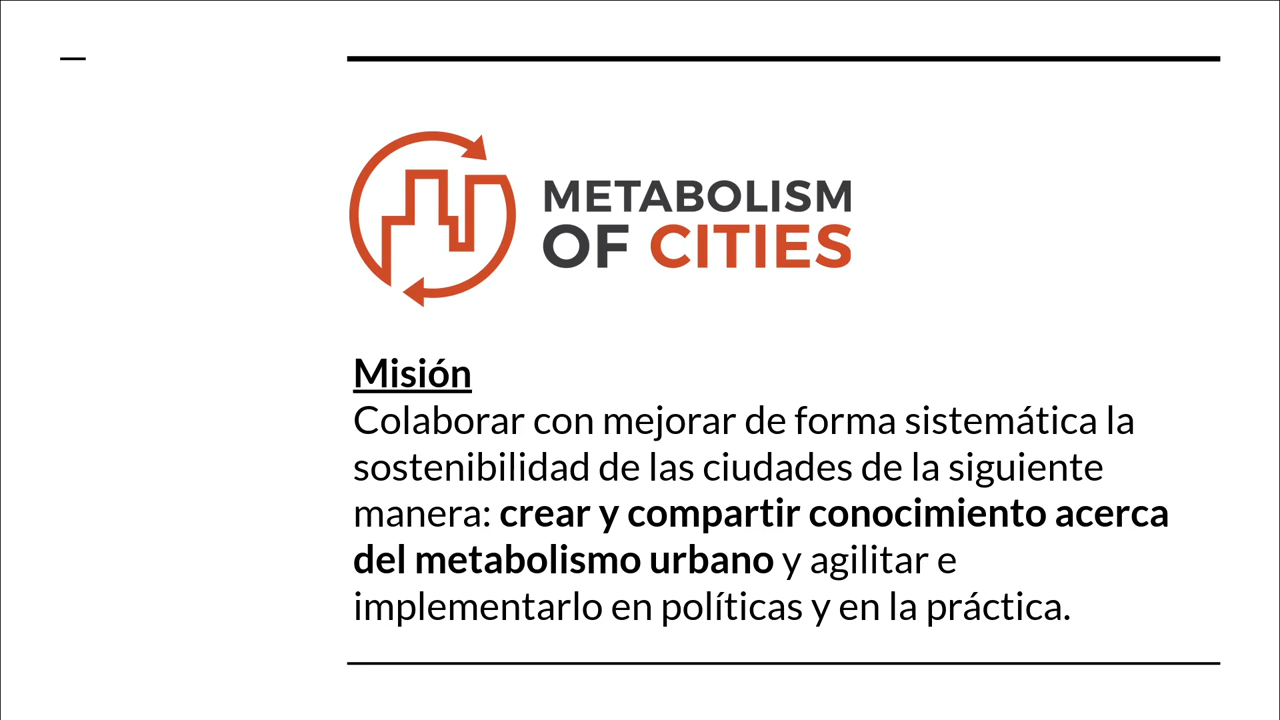 METABOLISM
OF CITIES
Misión
Colaborar con mejorar de forma sistemática la
sostenibilidad de las ciudades de la siguiente
manera: crear y compartir conocimiento acerca
del metabolismo urbano y agilitar e
implementarlo en políticas y en la práctica.